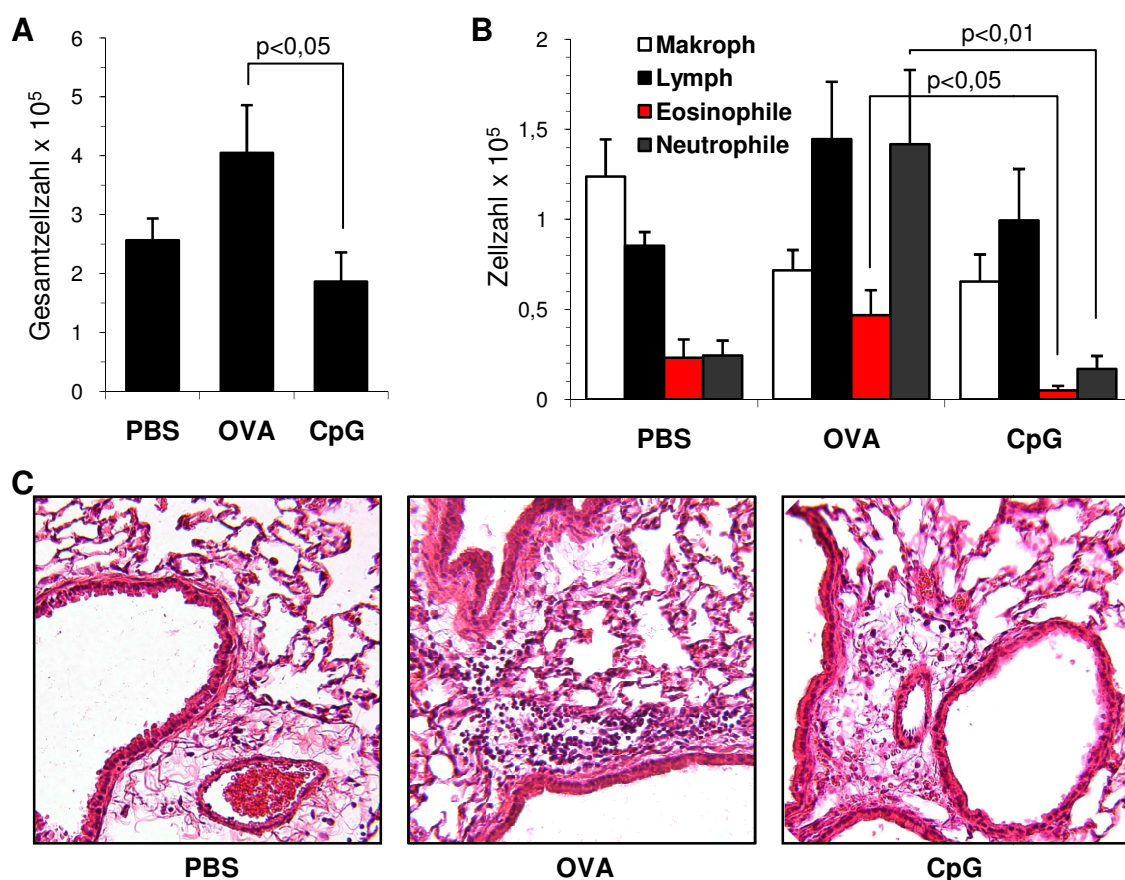 A
Gesamtzellzahl x 10⁵
6
5
4
3
2
1
0
p<0,05
PBS OVA CpG
B
Zellzahl x 10⁵
2
1,5
1
0,5
0
Makroph
Lymph
Eosinophile
Neutrophile
p<0,01
p<0,05
PBS OVA CpG
C
PBS OVA CpG